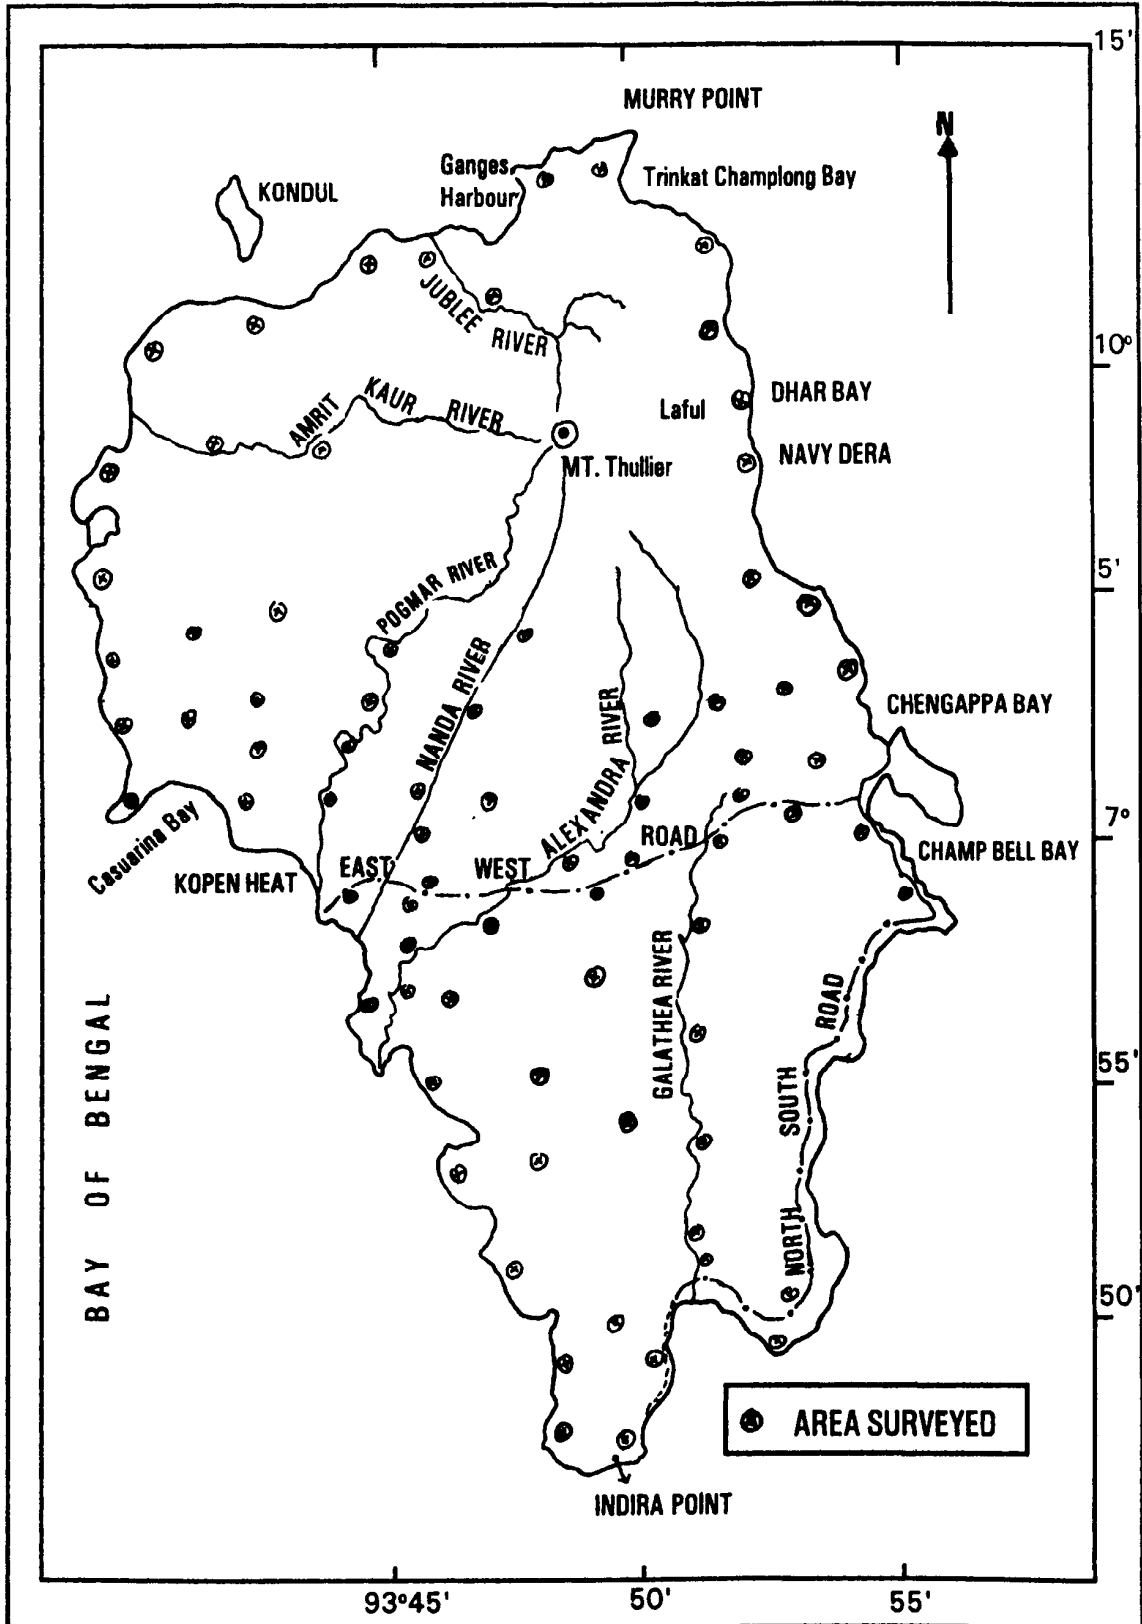 15'
MURRY POINT
N
Ganges
Harbour
Trinkat Champlong Bay
KONDUL
JUBLEE RIVER
10°
AMRIT KAUR RIVER
Laful
DHAR BAY
MT. Thullier
NAVY DERA
5'
POGMAR RIVER
NANDA RIVER
ALEXANDRA RIVER
CHENGAPPA BAY
7°
Casuarina Bay
KOPEN HEAT
EAST WEST ROAD
CHAMP BELL BAY
GALATHEA RIVER
NORTH SOUTH ROAD
BAY OF BENGAL
55'
50'
AREA SURVEYED
INDIRA POINT
93°45'
50'
55'